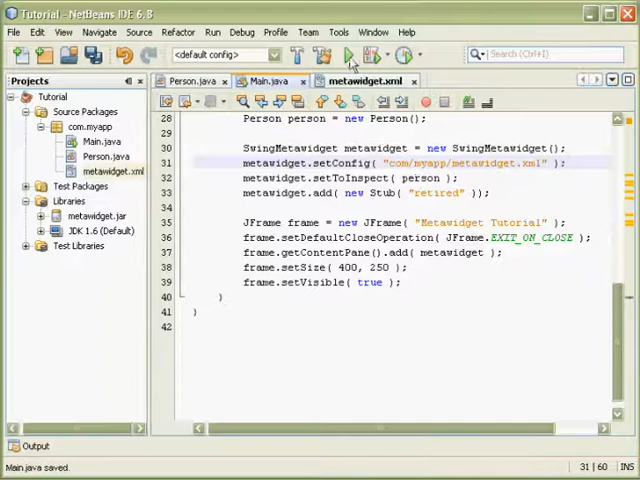 Tutorial - NetBeans IDE 6.8
File Edit View Navigate Source Refactor Run Debug Profile Team Tools Window Help
<default config> Search (Ctrl+I)
Projects
Person.java Main.java metawidget.xml
Tutorial
Source Packages
com.myapp
Main.java
Person.java
metawidget.xml
Test Packages
Libraries
metawidget.jar
JDK 1.6 (Default)
Test Libraries
28 Person person = new Person();
29
30 SwingMetawidget metawidget = new SwingMetawidget();
31 metawidget.setConfig( "com/myapp/metawidget.xml" );
32 metawidget.setToInspect( person );
33 metawidget.add( new Stub( "retired" ));
34
35 JFrame frame = new JFrame( "Metawidget Tutorial" );
36 frame.setDefaultCloseOperation( JFrame.EXIT_ON_CLOSE );
37 frame.getContentPane().add( metawidget );
38 frame.setSize( 400, 250 );
39 frame.setVisible( true );
40 }
41 }
42
Output
Main.java saved.
31 | 60 INS